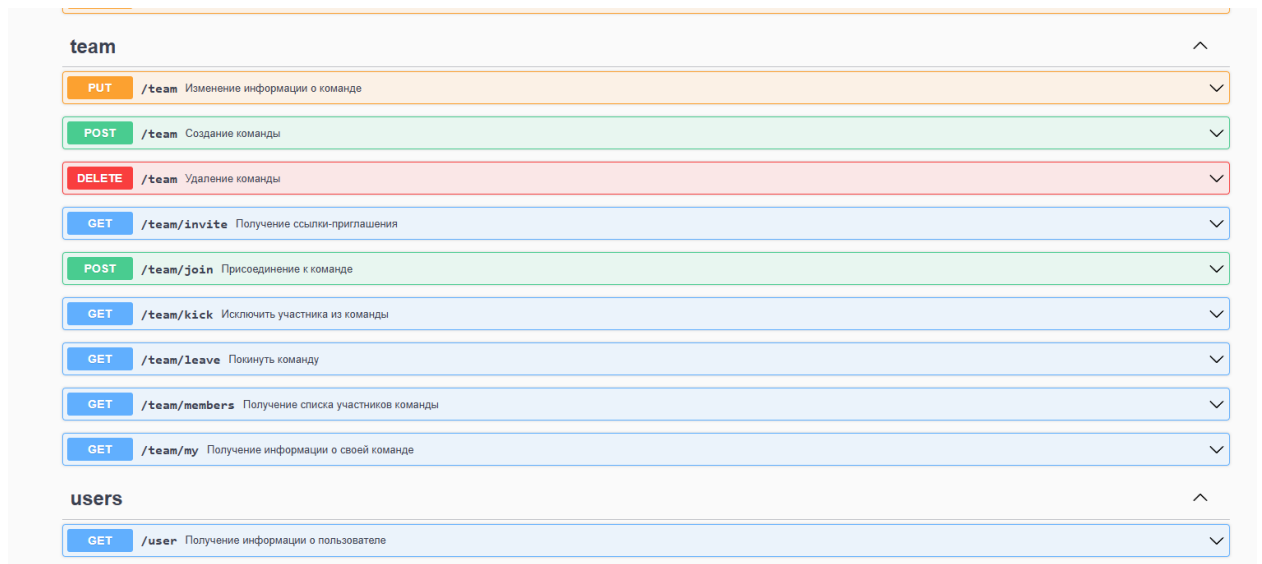 team
PUT /team Изменение информации о команде
POST /team Создание команды
DELETE /team Удаление команды
GET /team/invite Получение ссылки-приглашения
POST /team/join Присоединение к команде
GET /team/kick Исключить участника из команды
GET /team/leave Покинуть команду
GET /team/members Получение списка участников команды
GET /team/my Получение информации о своей команде
users
GET /user Получение информации о пользователе